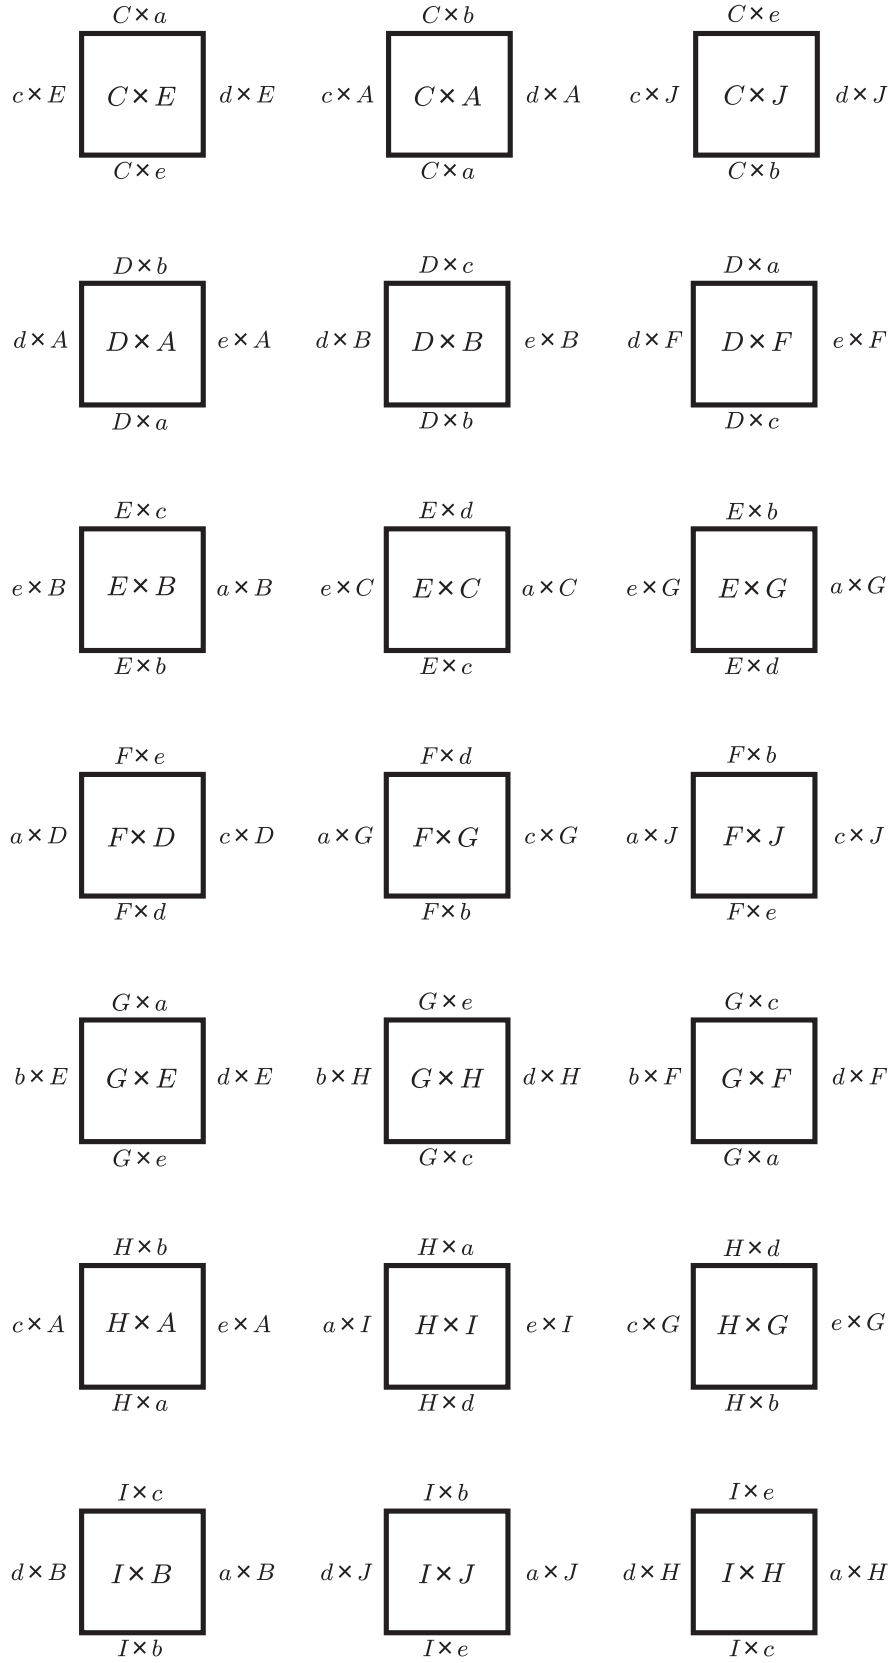 C × a C × b C × e
c × E C × E d × E c × A C × A d × A c × J C × J d × J
C × e C × a C × b
D × b D × c D × a
d × A D × A e × A d × B D × B e × B d × F D × F e × F
D × a D × b D × c
E × c E × d E × b
e × B E × B a × B e × C E × C a × C e × G E × G a × G
E × b E × c E × d
F × e F × d F × b
a × D F × D c × D a × G F × G c × G a × J F × J c × J
F × d F × b F × e
G × a G × e G × c
b × E G × E d × E b × H G × H d × H b × F G × F d × F
G × e G × c G × a
H × b H × a H × d
c × A H × A e × A a × I H × I e × I c × G H × G e × G
H × a H × d H × b
I × c I × b I × e
d × B I × B a × B d × J I × J a × J d × H I × H a × H
I × b I × e I × c